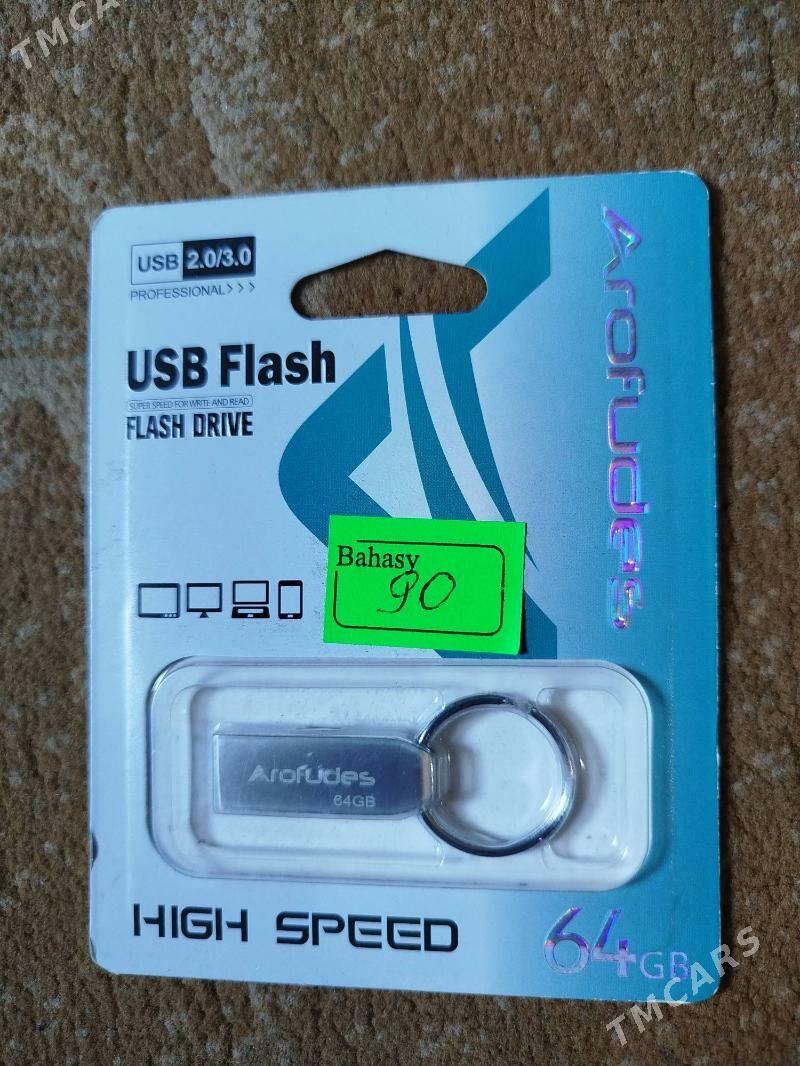 TMCARS
USB 2.0/3.0
PROFESSIONAL>>>
USB Flash
SUPER SPEED FOR WRITE AND READ
FLASH DRIVE
Arofudes
Bahasy
90
Arofudes
64GB
HIGH SPEED
64GB
TMCARS